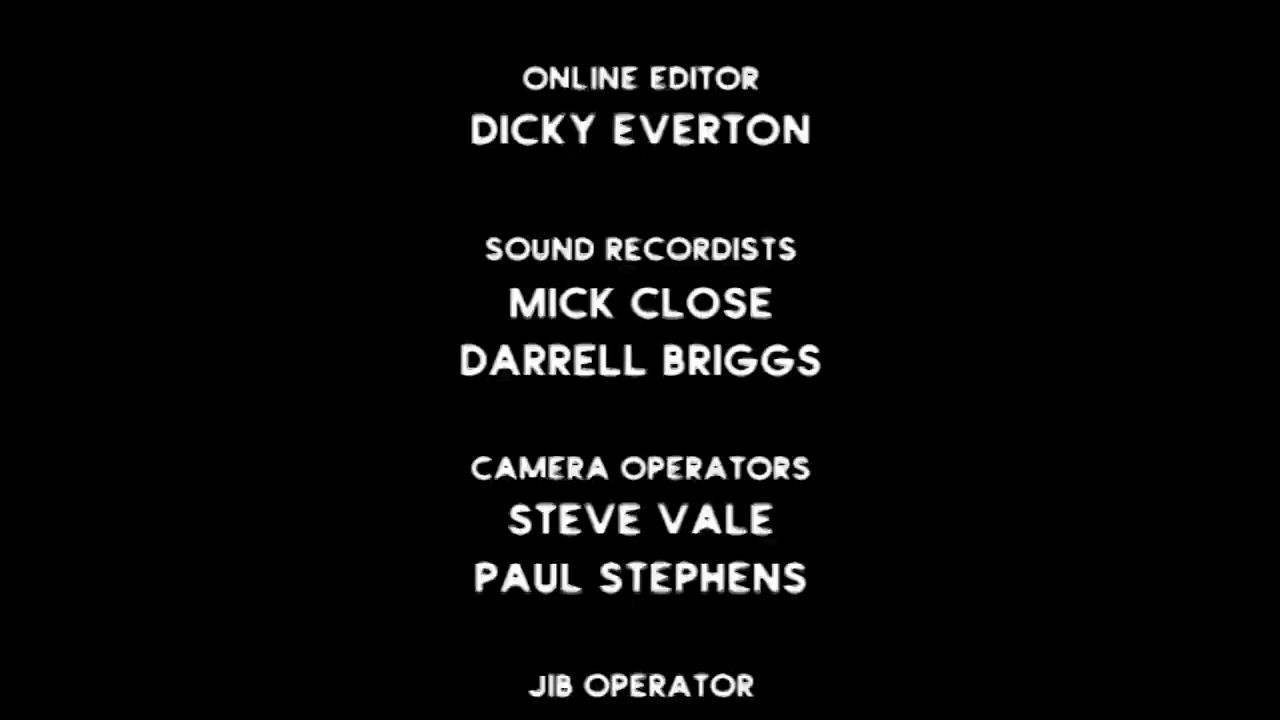 ONLINE EDITOR
DICKY EVERTON
SOUND RECORDISTS
MICK CLOSE
DARRELL BRIGGS
CAMERA OPERATORS
STEVE VALE
PAUL STEPHENS
JIB OPERATOR